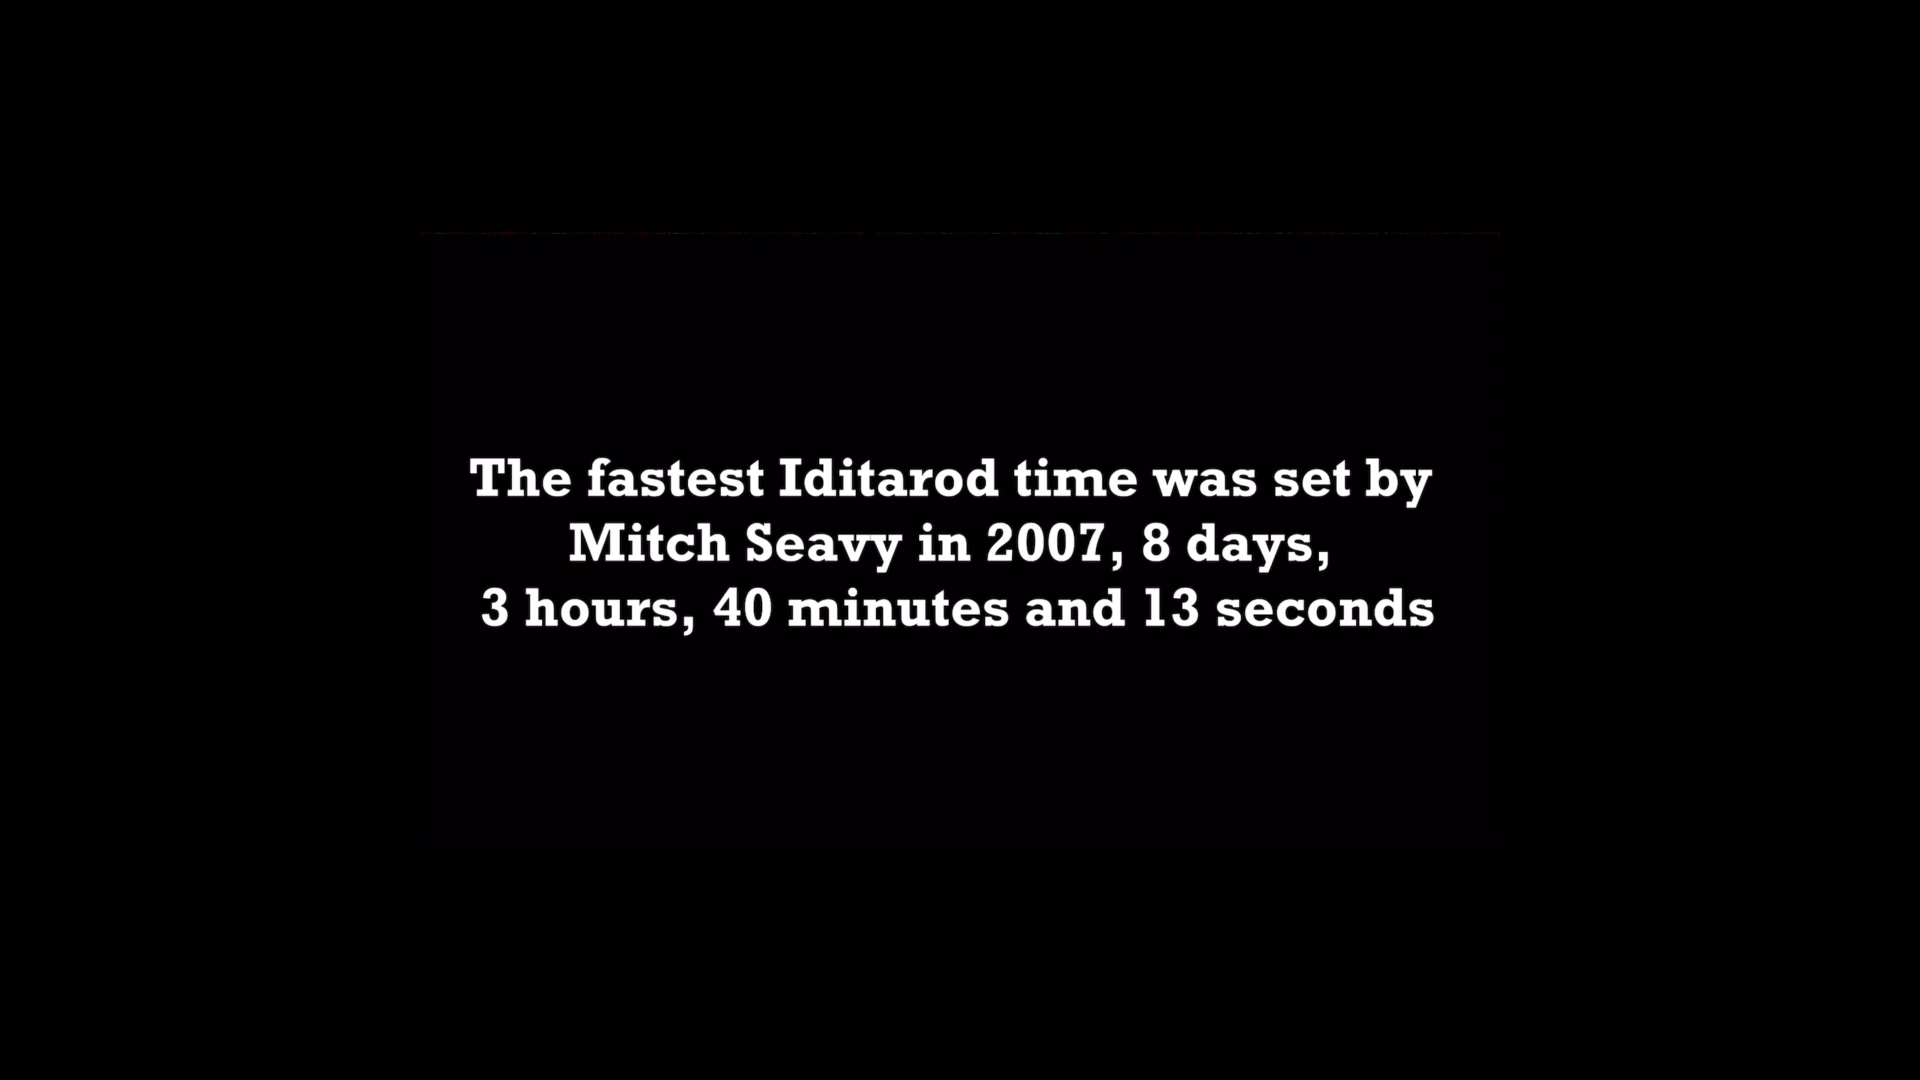 The fastest Iditarod time was set by
Mitch Seavy in 2007, 8 days,
3 hours, 40 minutes and 13 seconds